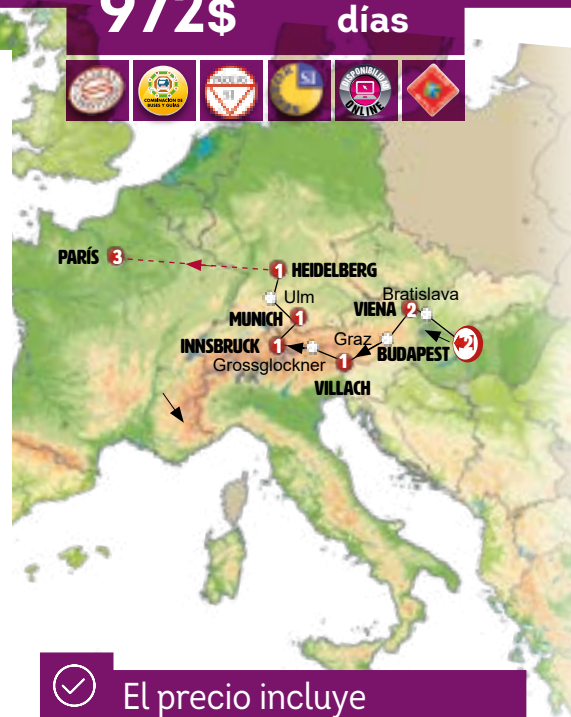 972$ días
COMBINACIÓN DE
BUSES Y GUÍAS
SI
DISPONIBILIDAD
ONLINE
PARÍS 3
1 HEIDELBERG
Ulm
Bratislava
VIENA 2
MUNICH 1
Graz
INNSBRUCK 1
BUDAPEST 2
Grossglockner
1
VILLACH
El precio incluye